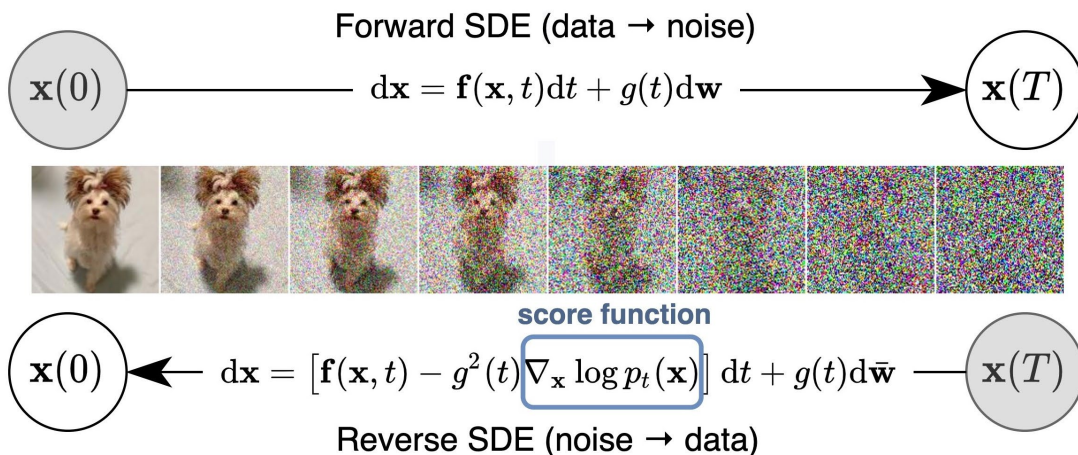 Forward SDE (data → noise)
x(0) dx = f(x, t)dt + g(t)dw x(T)
score function
x(0) dx = [f(x, t) − g²(t)∇ₓ log pₜ(x)] dt + g(t)dw̄ x(T)
Reverse SDE (noise → data)